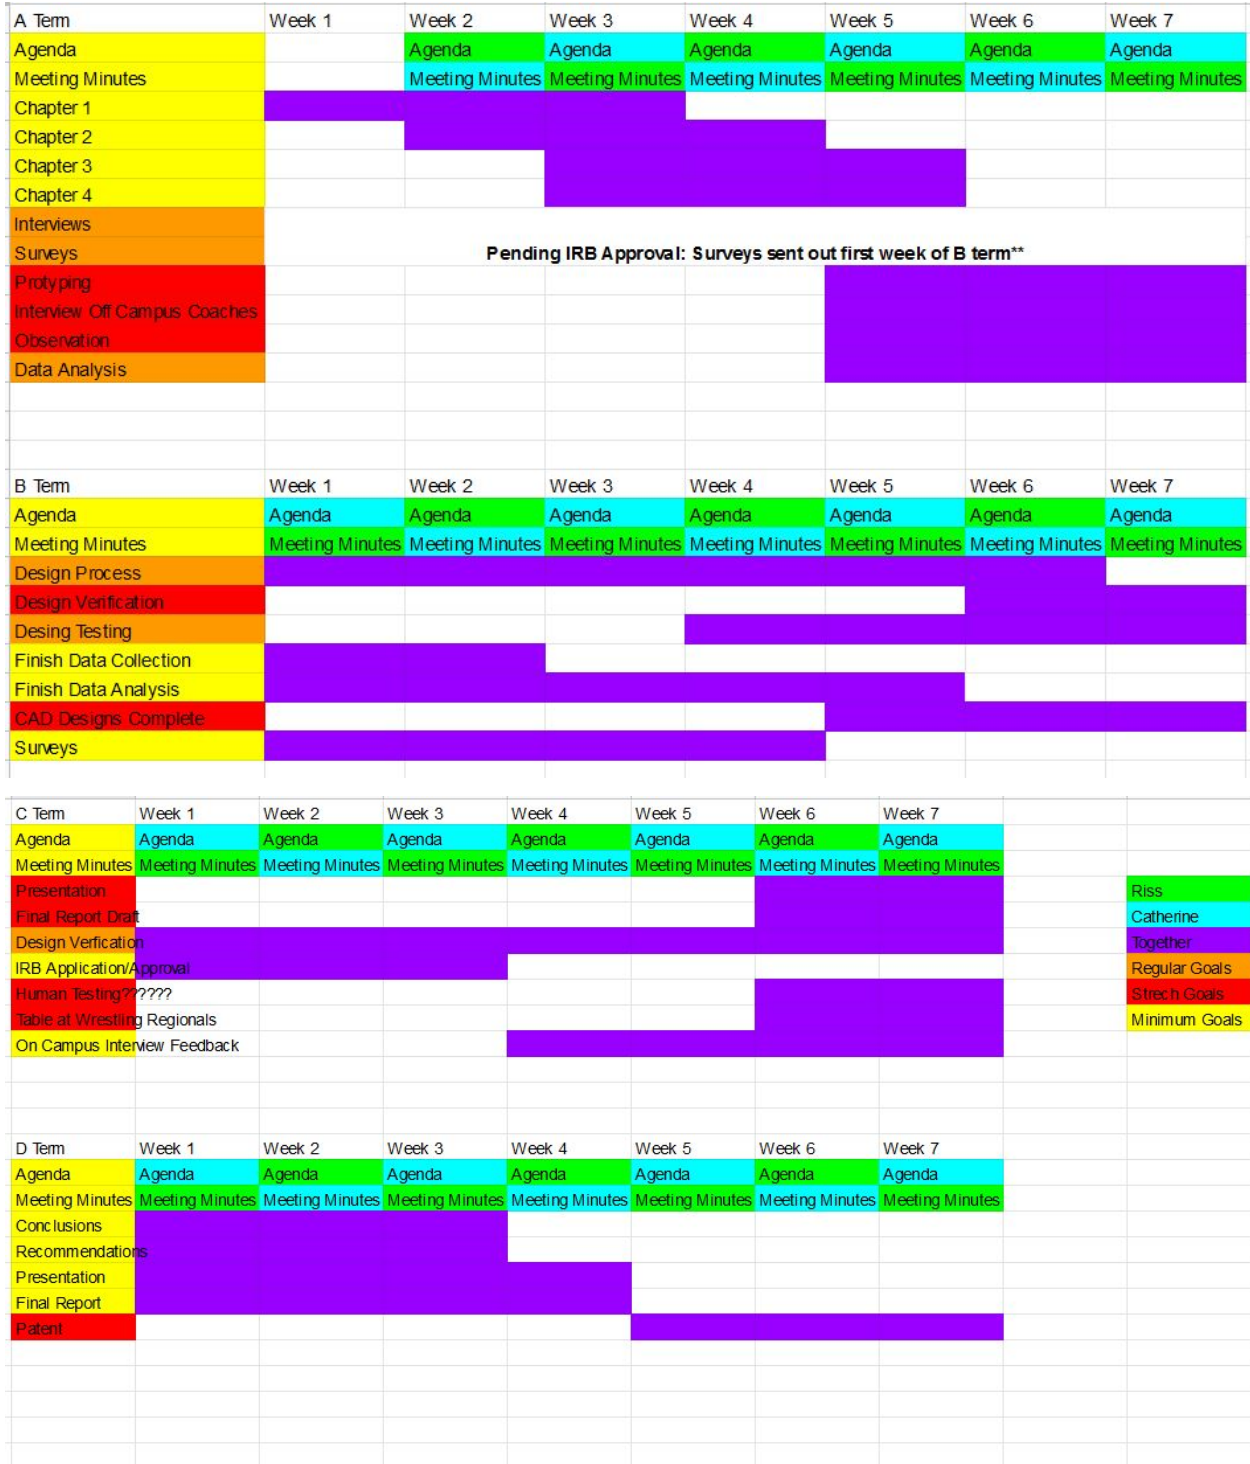 A Term Week 1 Week 2 Week 3 Week 4 Week 5 Week 6 Week 7
Agenda Agenda Agenda Agenda Agenda Agenda Agenda
Meeting Minutes Meeting Minutes Meeting Minutes Meeting Minutes Meeting Minutes Meeting Minutes Meeting Minutes
Chapter 1
Chapter 2
Chapter 3
Chapter 4
Interviews
Surveys Pending IRB Approval: Surveys sent out first week of B term**
Protyping
Interview Off Campus Coaches
Observation
Data Analysis
B Term Week 1 Week 2 Week 3 Week 4 Week 5 Week 6 Week 7
Agenda Agenda Agenda Agenda Agenda Agenda Agenda Agenda
Meeting Minutes Meeting Minutes Meeting Minutes Meeting Minutes Meeting Minutes Meeting Minutes Meeting Minutes Meeting Minutes
Design Process
Design Verification
Desing Testing
Finish Data Collection
Finish Data Analysis
CAD Designs Complete
Surveys
C Term Week 1 Week 2 Week 3 Week 4 Week 5 Week 6 Week 7
Agenda Agenda Agenda Agenda Agenda Agenda Agenda Agenda
Meeting Minutes Meeting Minutes Meeting Minutes Meeting Minutes Meeting Minutes Meeting Minutes Meeting Minutes Meeting Minutes
Presentation Riss
Final Report Draft Catherine
Design Verfication Together
IRB Application/Approval Regular Goals
Human Testing?????? Strech Goals
Table at Wrestling Regionals Minimum Goals
On Campus Interview Feedback
D Term Week 1 Week 2 Week 3 Week 4 Week 5 Week 6 Week 7
Agenda Agenda Agenda Agenda Agenda Agenda Agenda Agenda
Meeting Minutes Meeting Minutes Meeting Minutes Meeting Minutes Meeting Minutes Meeting Minutes Meeting Minutes Meeting Minutes
Conclusions
Recommendations
Presentation
Final Report
Patent